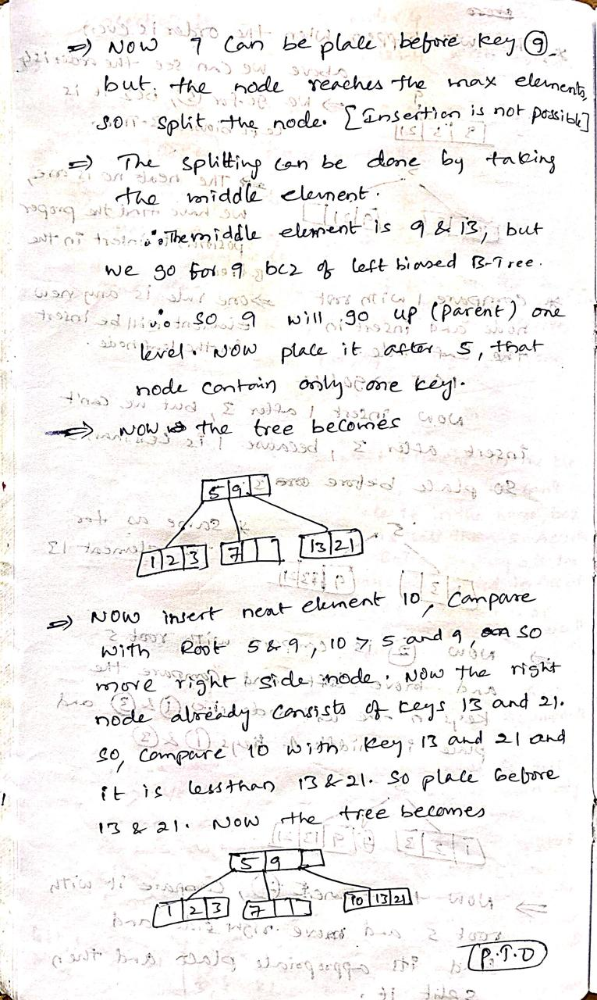 ⇒ NOW 7 Can be place before key ⑨.
but. the node reaches the max elements,
so split the node. [Insertion is not possible]
⇒ The splitting can be done by taking
the middle element.
∴ The middle element is 9 & 13, but
we go for 9 bcz of left biased B-Tree.
∴ so 9 will go up (parent) one
level. NOW place it after 5, that
node contain only one key.
⇒ NOW the tree becomes
5 9
1 2 3 7 13 21
⇒ NOW insert next element 10, Compare
with Root 5 & 9, 10 > 5 and 9, so
move right side node. NOW the right
node already consists of keys 13 and 21.
so, compare 10 with key 13 and 21 and
it is lessthan 13 & 21. so place before
13 & 21. NOW the tree becomes
5 9
1 2 3 7 10 13 21
P.T.O